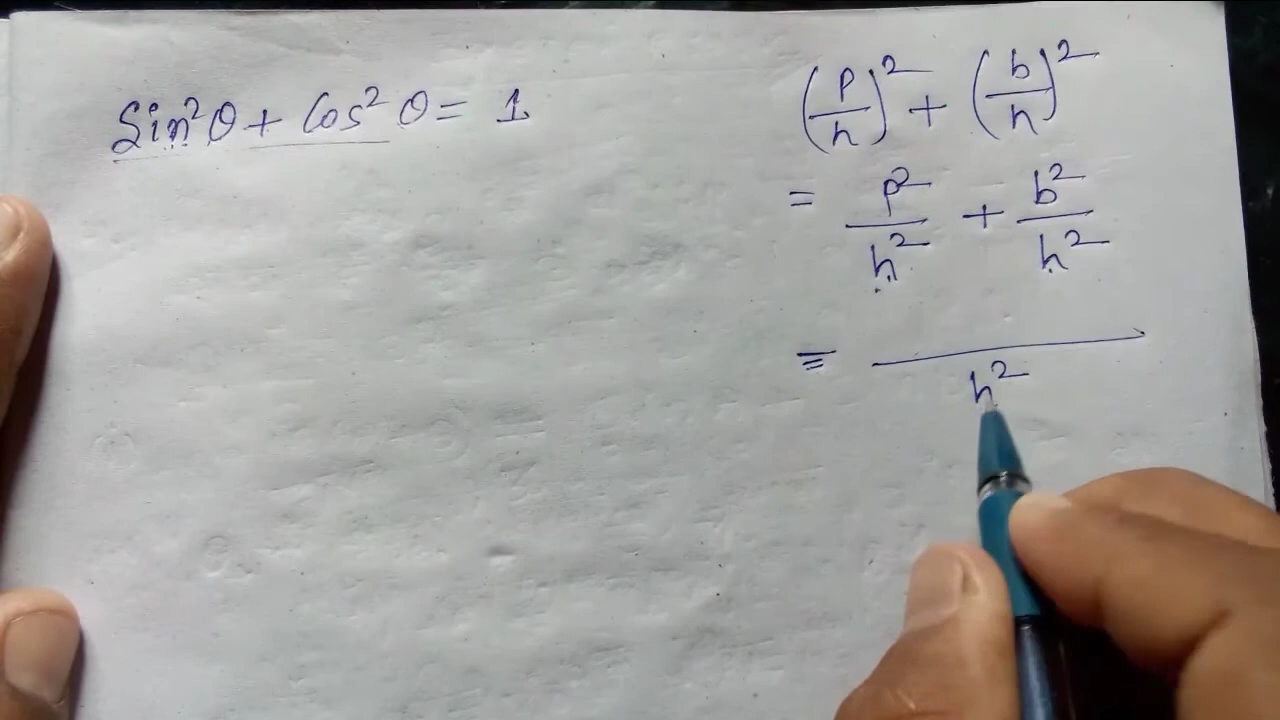 Sin²θ + Cos²θ = 1
(p/h)² + (b/h)²
= p²/h² + b²/h²
= /h²